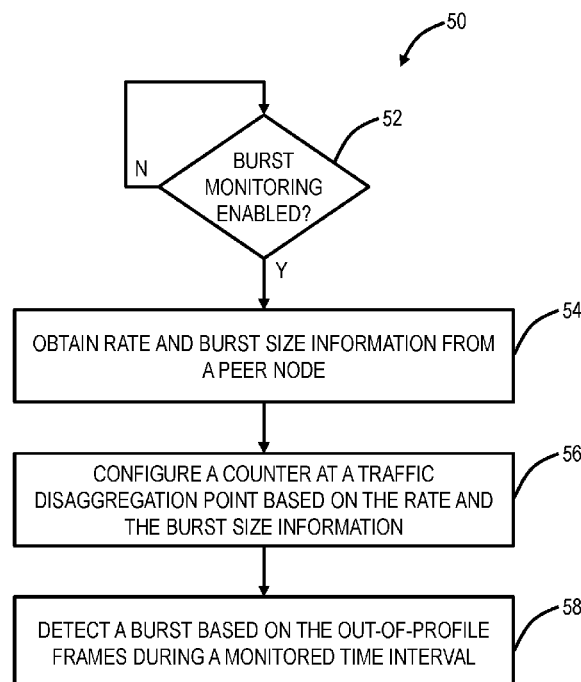 50
52
BURST
MONITORING
ENABLED?
N
Y
54
OBTAIN RATE AND BURST SIZE INFORMATION FROM
A PEER NODE
56
CONFIGURE A COUNTER AT A TRAFFIC
DISAGGREGATION POINT BASED ON THE RATE AND
THE BURST SIZE INFORMATION
58
DETECT A BURST BASED ON THE OUT-OF-PROFILE
FRAMES DURING A MONITORED TIME INTERVAL